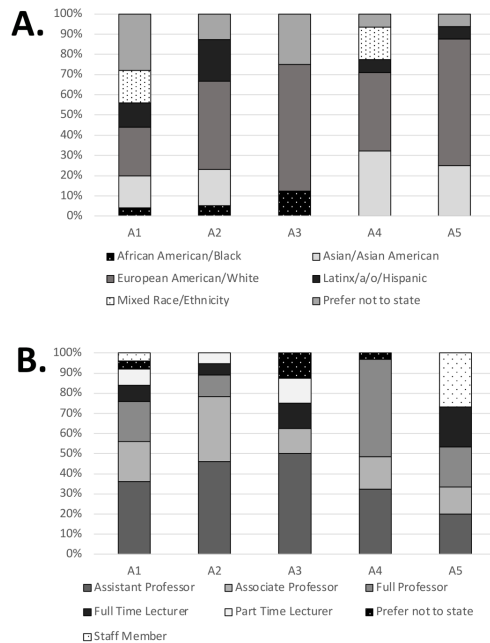 A.
100%
90%
80%
70%
60%
50%
40%
30%
20%
10%
0%
A1 A2 A3 A4 A5
African American/Black Asian/Asian American
European American/White Latinx/a/o/Hispanic
Mixed Race/Ethnicity Prefer not to state
B.
100%
90%
80%
70%
60%
50%
40%
30%
20%
10%
0%
A1 A2 A3 A4 A5
Assistant Professor Associate Professor Full Professor
Full Time Lecturer Part Time Lecturer Prefer not to state
Staff Member